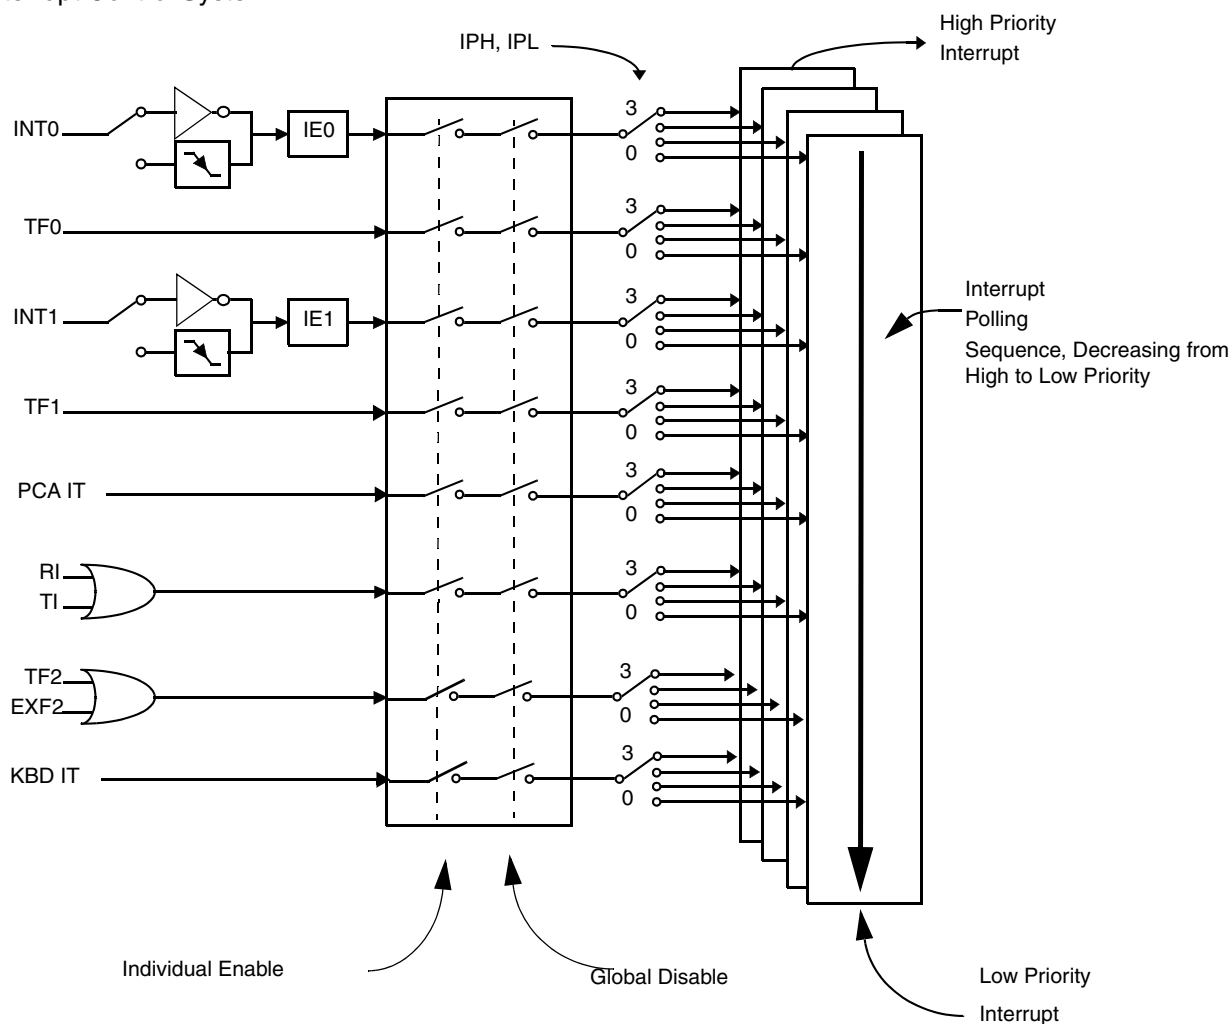 IPH, IPL
High Priority
Interrupt
INT0
IE0
3
0
TF0
3
0
INT1
IE1
3
0
Interrupt
Polling
Sequence, Decreasing from
High to Low Priority
TF1
3
0
PCA IT
3
0
RI
TI
3
0
TF2
EXF2
3
0
KBD IT
3
0
Individual Enable
Global Disable
Low Priority
Interrupt